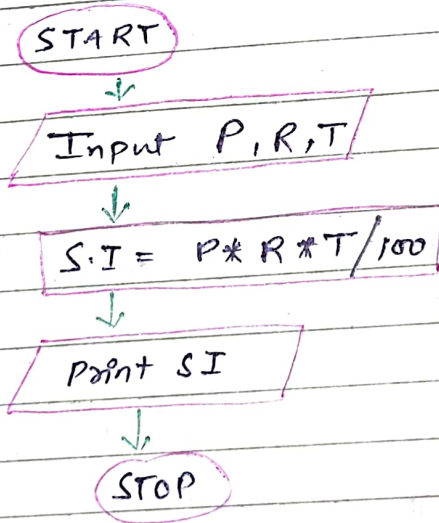 START
Input P, R, T
S.I = P* R *T/100
Print SI
STOP